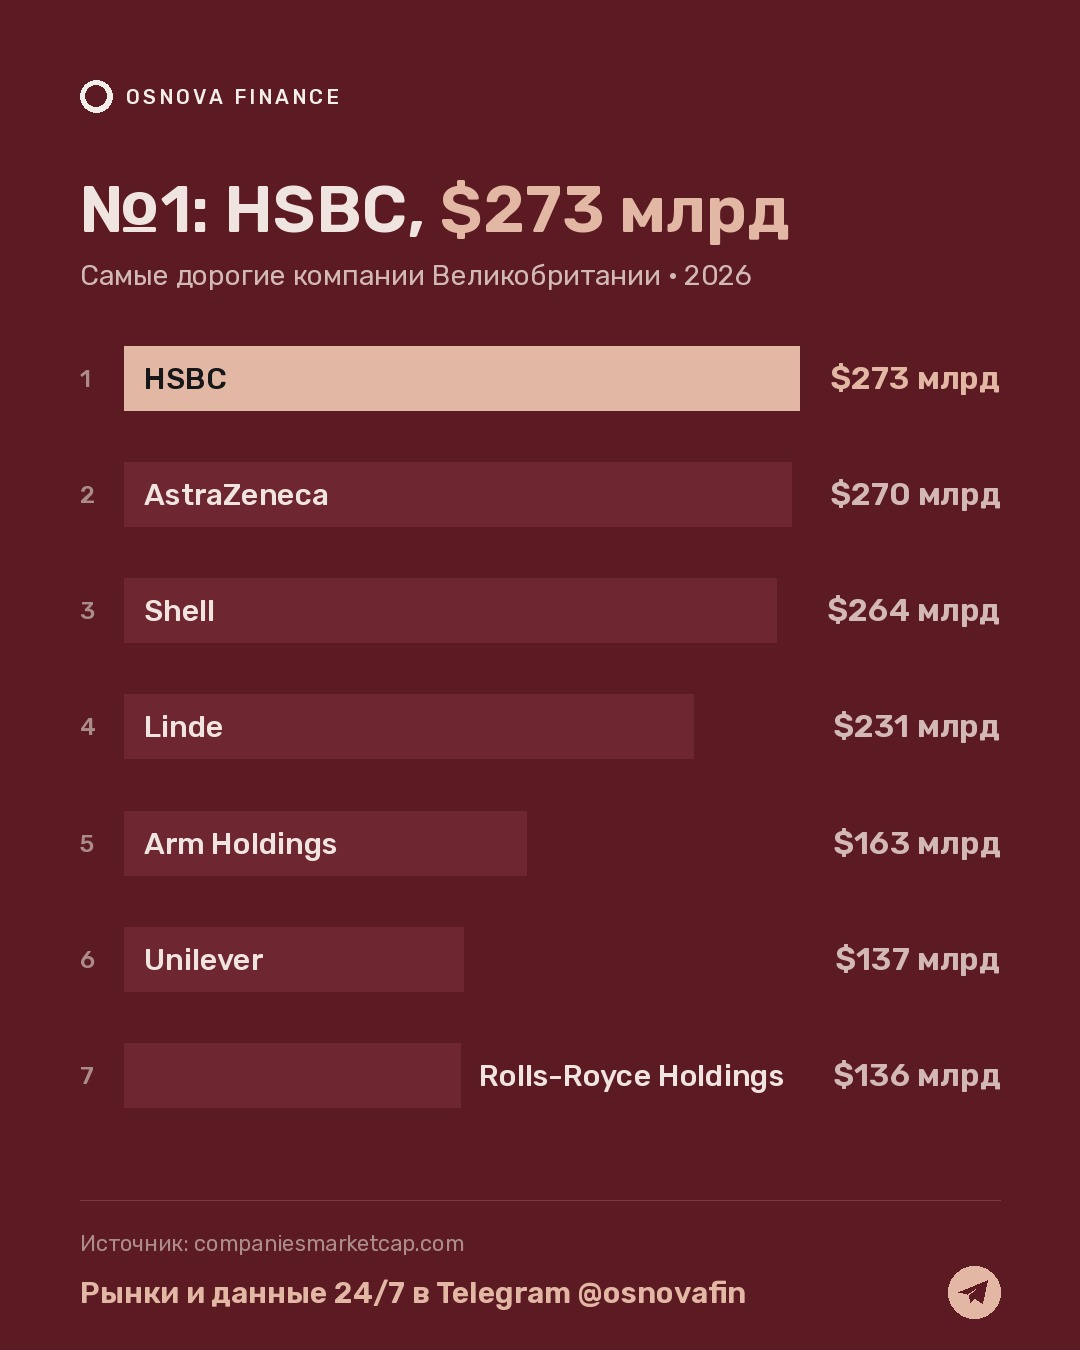 OSNOVA FINANCE
№1: HSBC, $273 млрд
Самые дорогие компании Великобритании • 2026
1 HSBC $273 млрд
2 AstraZeneca $270 млрд
3 Shell $264 млрд
4 Linde $231 млрд
5 Arm Holdings $163 млрд
6 Unilever $137 млрд
7 Rolls-Royce Holdings $136 млрд
Источник: companiesmarketcap.com
Рынки и данные 24/7 в Telegram @osnovafin